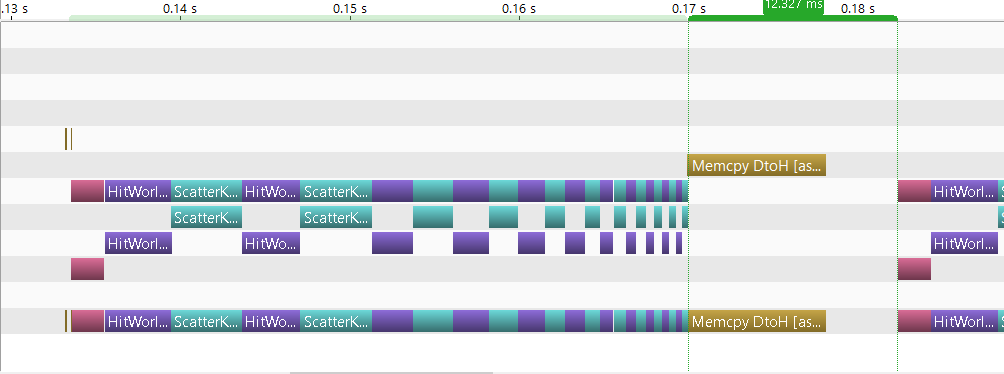 .13 s 0.14 s 0.15 s 0.16 s 0.17 s 12.327 ms 0.18 s
Memcpy DtoH [as...
HitWorl... ScatterK... HitWo... ScatterK... HitWorl... S
ScatterK... ScatterK... S
HitWorl... HitWo... HitWorl...
HitWorl... ScatterK... HitWo... ScatterK... Memcpy DtoH [as... HitWorl... S